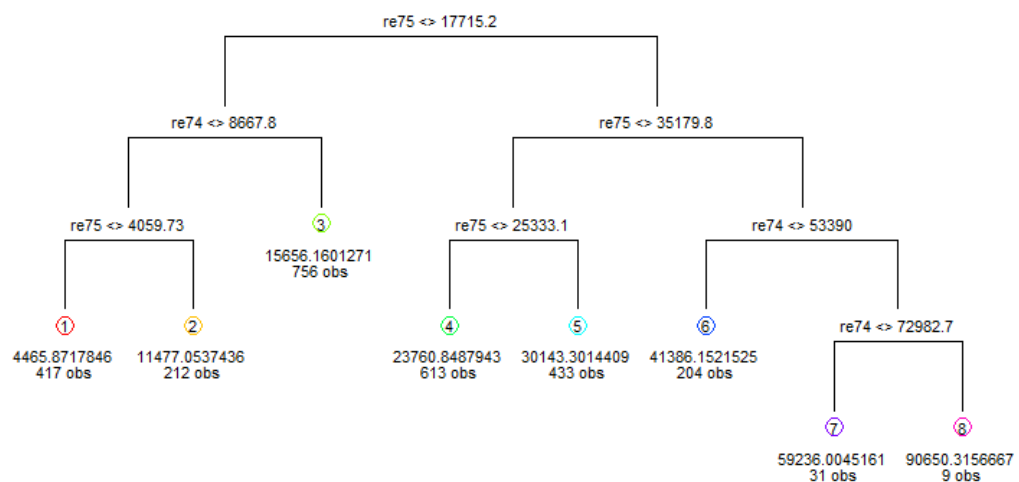 re75 <> 17715.2
re74 <> 8667.8
re75 <> 35179.8
re75 <> 4059.73
3
15656.1601271
756 obs
re75 <> 25333.1
re74 <> 53390
1
4465.8717846
417 obs
2
11477.0537436
212 obs
4
23760.8487943
613 obs
5
30143.3014409
433 obs
6
41386.1521525
204 obs
re74 <> 72982.7
7
59236.0045161
31 obs
8
90650.3156667
9 obs